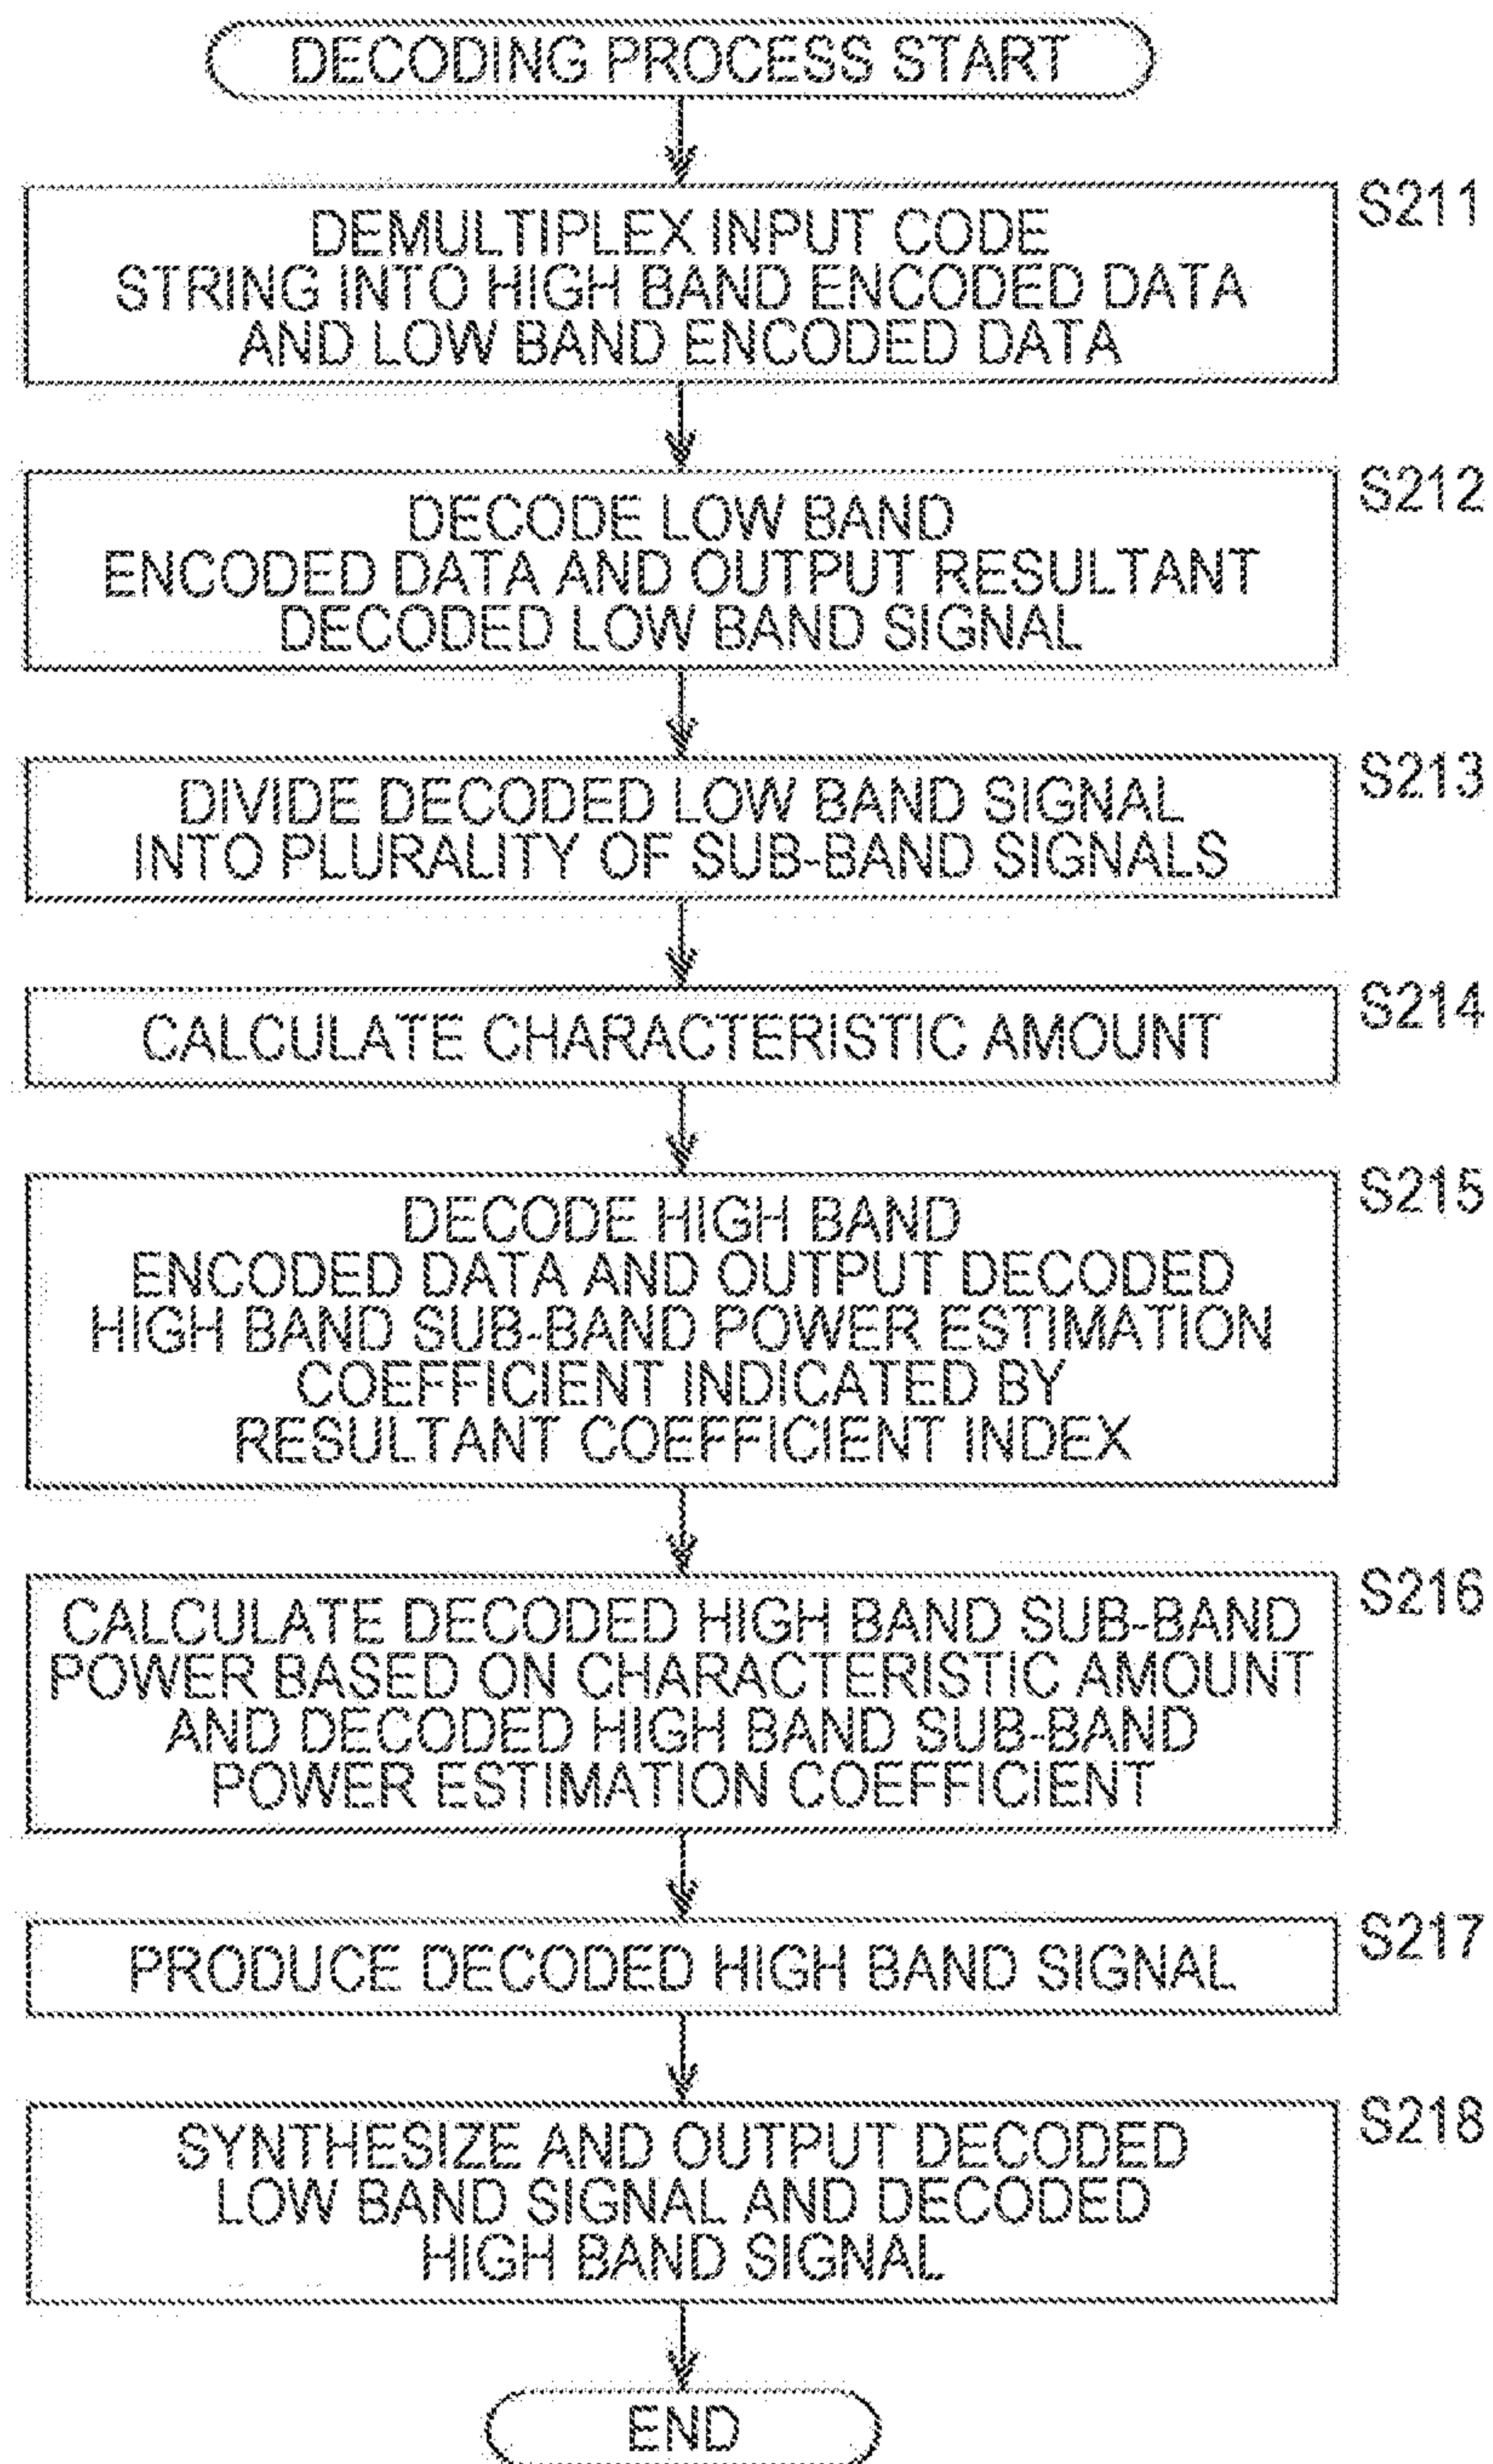 DECODING PROCESS START
S211
DEMULTIPLEX INPUT CODE
STRING INTO HIGH BAND ENCODED DATA
AND LOW BAND ENCODED DATA
S212
DECODE LOW BAND
ENCODED DATA AND OUTPUT RESULTANT
DECODED LOW BAND SIGNAL
S213
DIVIDE DECODED LOW BAND SIGNAL
INTO PLURALITY OF SUB-BAND SIGNALS
S214
CALCULATE CHARACTERISTIC AMOUNT
S215
DECODE HIGH BAND
ENCODED DATA AND OUTPUT DECODED
HIGH BAND SUB-BAND POWER ESTIMATION
COEFFICIENT INDICATED BY
RESULTANT COEFFICIENT INDEX
S216
CALCULATE DECODED HIGH BAND SUB-BAND
POWER BASED ON CHARACTERISTIC AMOUNT
AND DECODED HIGH BAND SUB-BAND
POWER ESTIMATION COEFFICIENT
S217
PRODUCE DECODED HIGH BAND SIGNAL
S218
SYNTHESIZE AND OUTPUT DECODED
LOW BAND SIGNAL AND DECODED
HIGH BAND SIGNAL
END